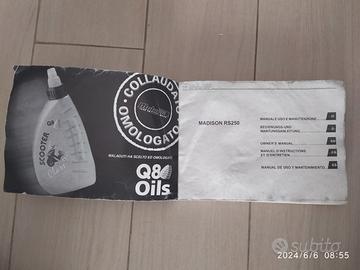 COLLAUDATO
OMOLOGATO
SCOOTER
MALAGUTI HA SCELTO ED OMOLOGATO
Q8
Oils
MADISON RS250
MANUALE USO E MANUTENZIONE
BEDIENUNGS-UND
WARTUNGSANLEITUNG
OWNER'S MANUAL
MANUEL D'INSTRUCTIONS
ET D'ENTRETIEN
MANUAL DE USO Y MANTENIMIENTO
subito
2024/6/6 08:55